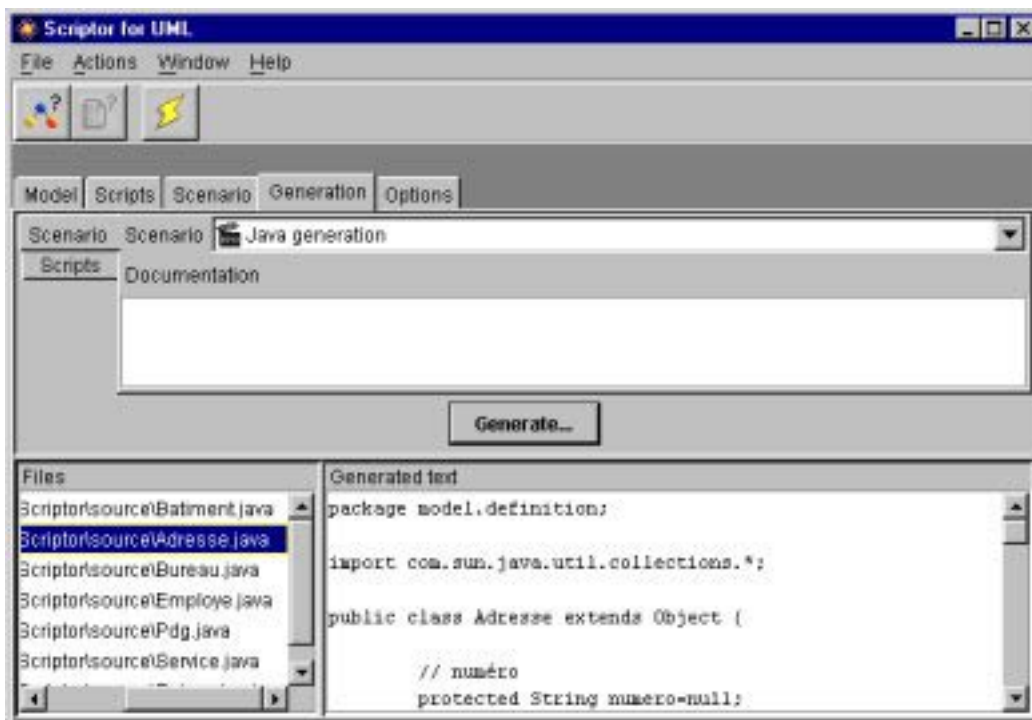 Scriptor for UML
File Actions Window Help
Model Scripts Scenario Generation Options
Scenario Scenario Java generation
Scripts
Documentation
Generate...
Files
Scriptor\source\Batiment.java
Scriptor\source\Adresse.java
Scriptor\source\Bureau.java
Scriptor\source\Employe.java
Scriptor\source\Pdg.java
Scriptor\source\Service.java
Generated text
package model.definition;
import com.sun.java.util.collections.*;
public class Adresse extends Object {
// numéro
protected String numero=null;